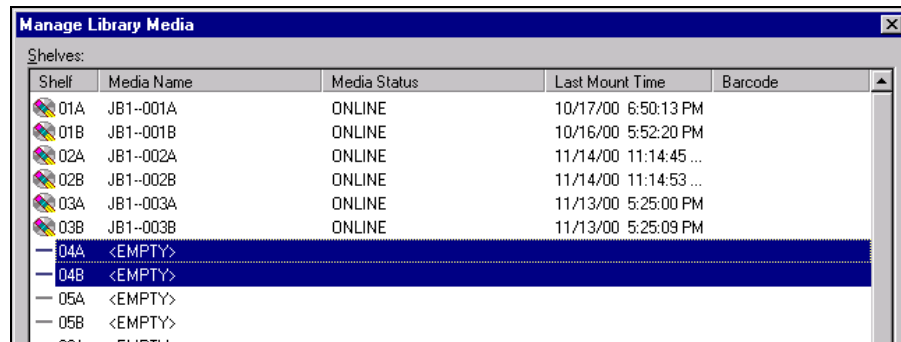 Manage Library Media
Shelves:
Shelf Media Name Media Status Last Mount Time Barcode
01A JB1--001A ONLINE 10/17/00 6:50:13 PM
01B JB1--001B ONLINE 10/16/00 5:52:20 PM
02A JB1--002A ONLINE 11/14/00 11:14:45 ...
02B JB1--002B ONLINE 11/14/00 11:14:53 ...
03A JB1--003A ONLINE 11/13/00 5:25:00 PM
03B JB1--003B ONLINE 11/13/00 5:25:09 PM
04A <EMPTY>
04B <EMPTY>
05A <EMPTY>
05B <EMPTY>